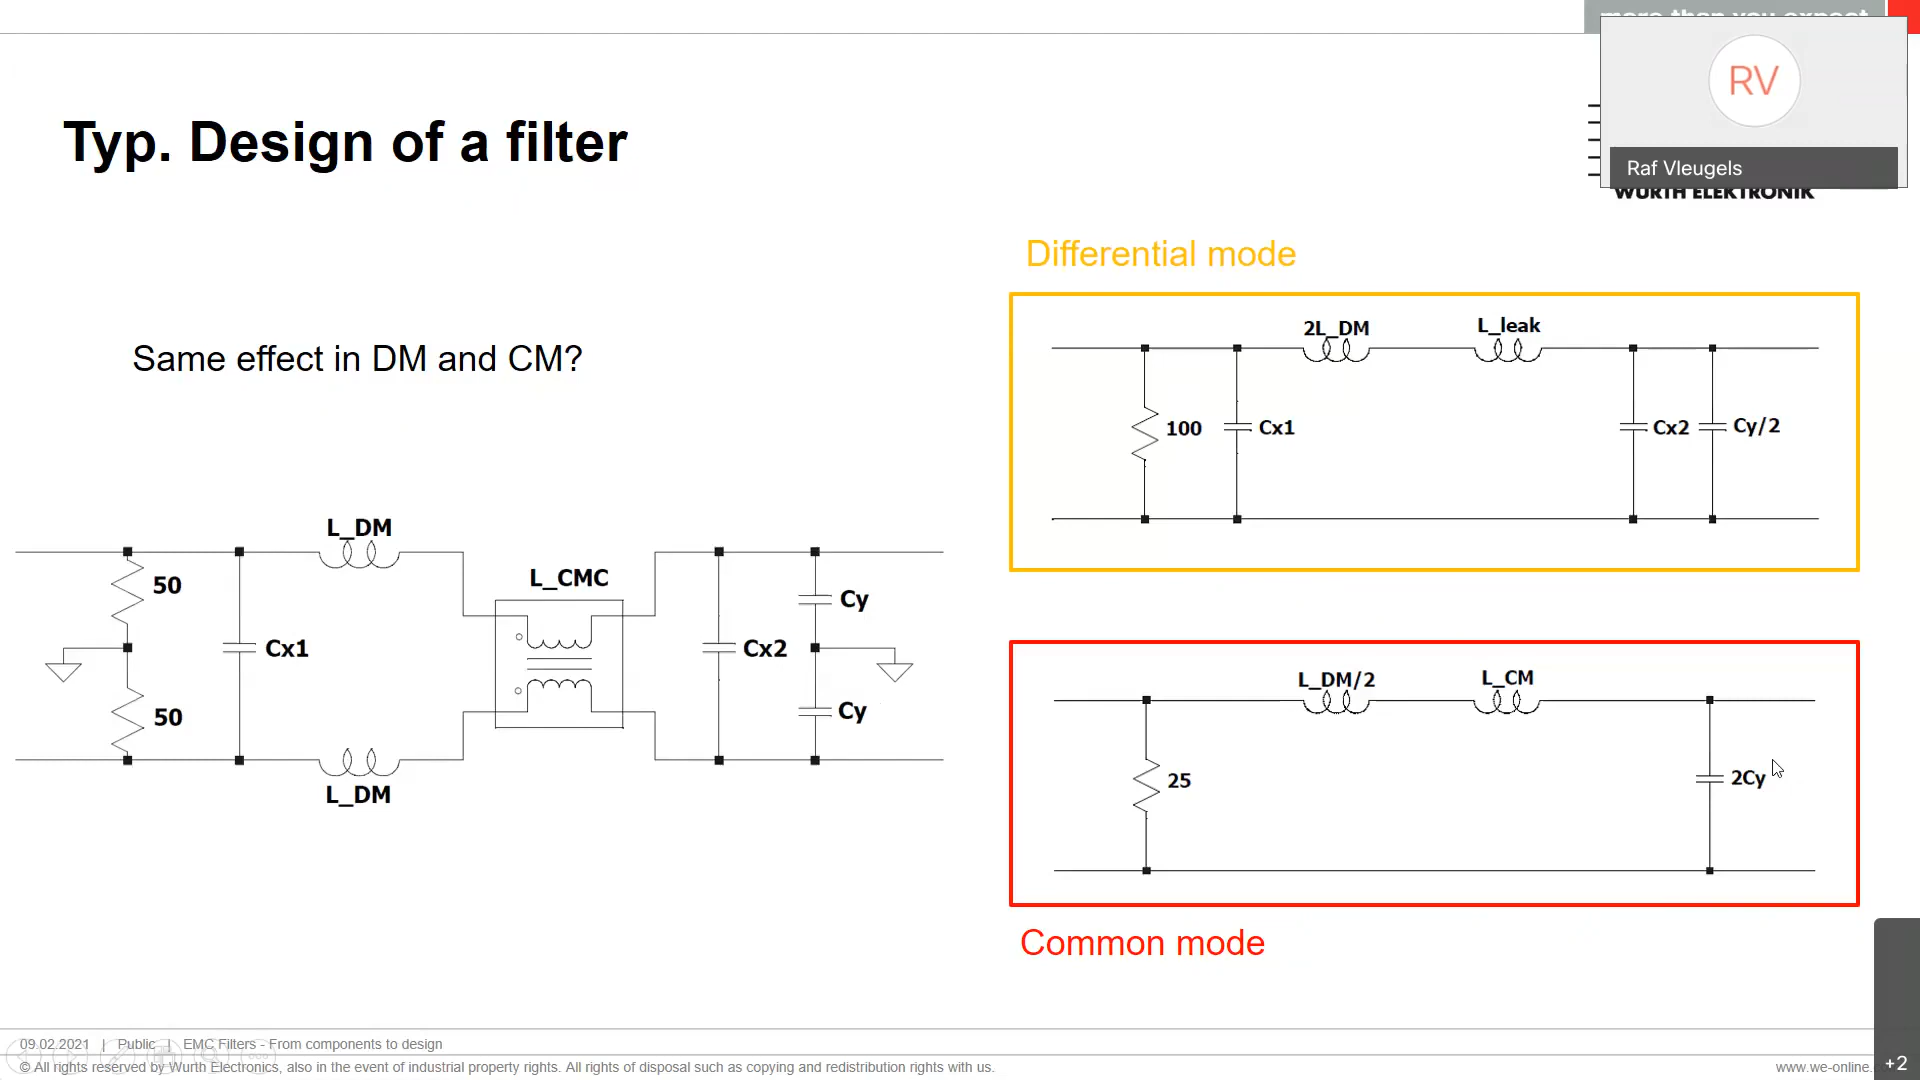 Typ. Design of a filter
RV
Raf Vleugels
WURTH ELEKTRONIK
Differential mode
Same effect in DM and CM?
2L_DM
L_leak
100
Cx1
Cx2
Cy/2
L_DM
L_CMC
50
Cy
Cx1
Cx2
50
Cy
L_DM
L_DM/2
L_CM
25
2Cy
Common mode
09.02.2021 | Public | EMC Filters - From components to design
© All rights reserved by Wurth Electronics, also in the event of industrial property rights. All rights of disposal such as copying and redistribution rights with us.
www.we-online.
+2